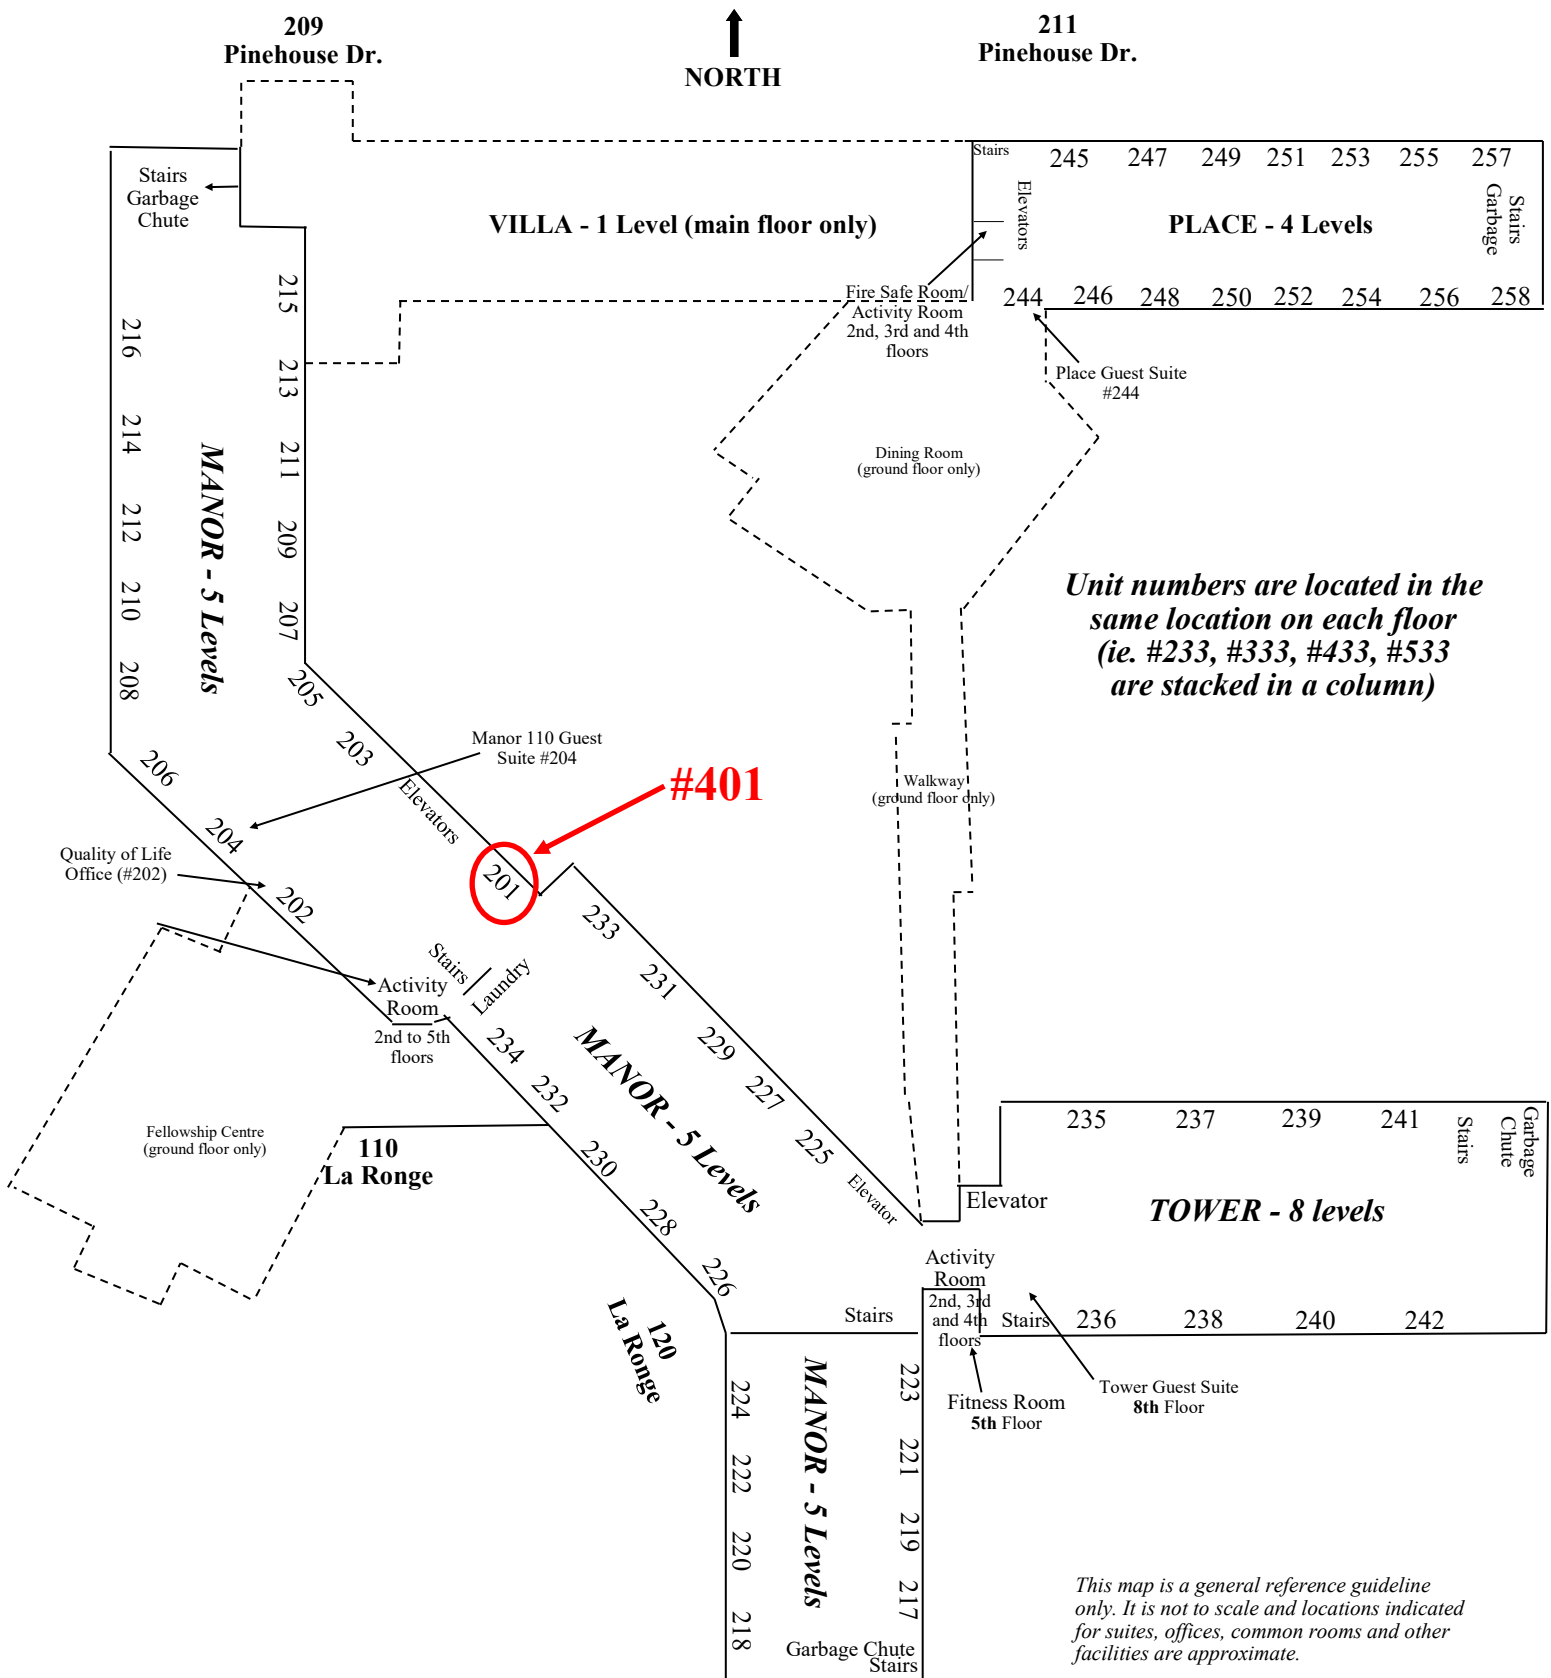 209
Pinehouse Dr.
NORTH
211
Pinehouse Dr.
Stairs
Garbage
Chute
VILLA - 1 Level (main floor only)
Stairs
Elevators
245 247 249 251 253 255 257
PLACE - 4 Levels
Stairs
Garbage
244 246 248 250 252 254 256 258
Fire Safe Room/
Activity Room
2nd, 3rd and 4th
floors
Place Guest Suite
#244
Dining Room
(ground floor only)
215
213
211
209
207
205
203
Elevators
201
216
214
212
210
208
206
204
202
MANOR - 5 Levels
Unit numbers are located in the
same location on each floor
(ie. #233, #333, #433, #533
are stacked in a column)
Manor 110 Guest
Suite #204
#401
Walkway
(ground floor only)
Quality of Life
Office (#202)
Stairs
Laundry
Activity
Room
2nd to 5th
floors
233
231
229
227
225
Elevator
234
232
230
228
226
MANOR - 5 Levels
Fellowship Centre
(ground floor only)
110
La Ronge
120
La Ronge
235 237 239 241
Stairs
Garbage
Chute
Elevator
TOWER - 8 levels
Activity
Room
2nd, 3rd
and 4th
floors
Stairs
Stairs
236 238 240 242
Fitness Room
5th Floor
Tower Guest Suite
8th Floor
224
222
220
218
MANOR - 5 Levels
223
221
219
217
Garbage Chute
Stairs
This map is a general reference guideline
only. It is not to scale and locations indicated
for suites, offices, common rooms and other
facilities are approximate.